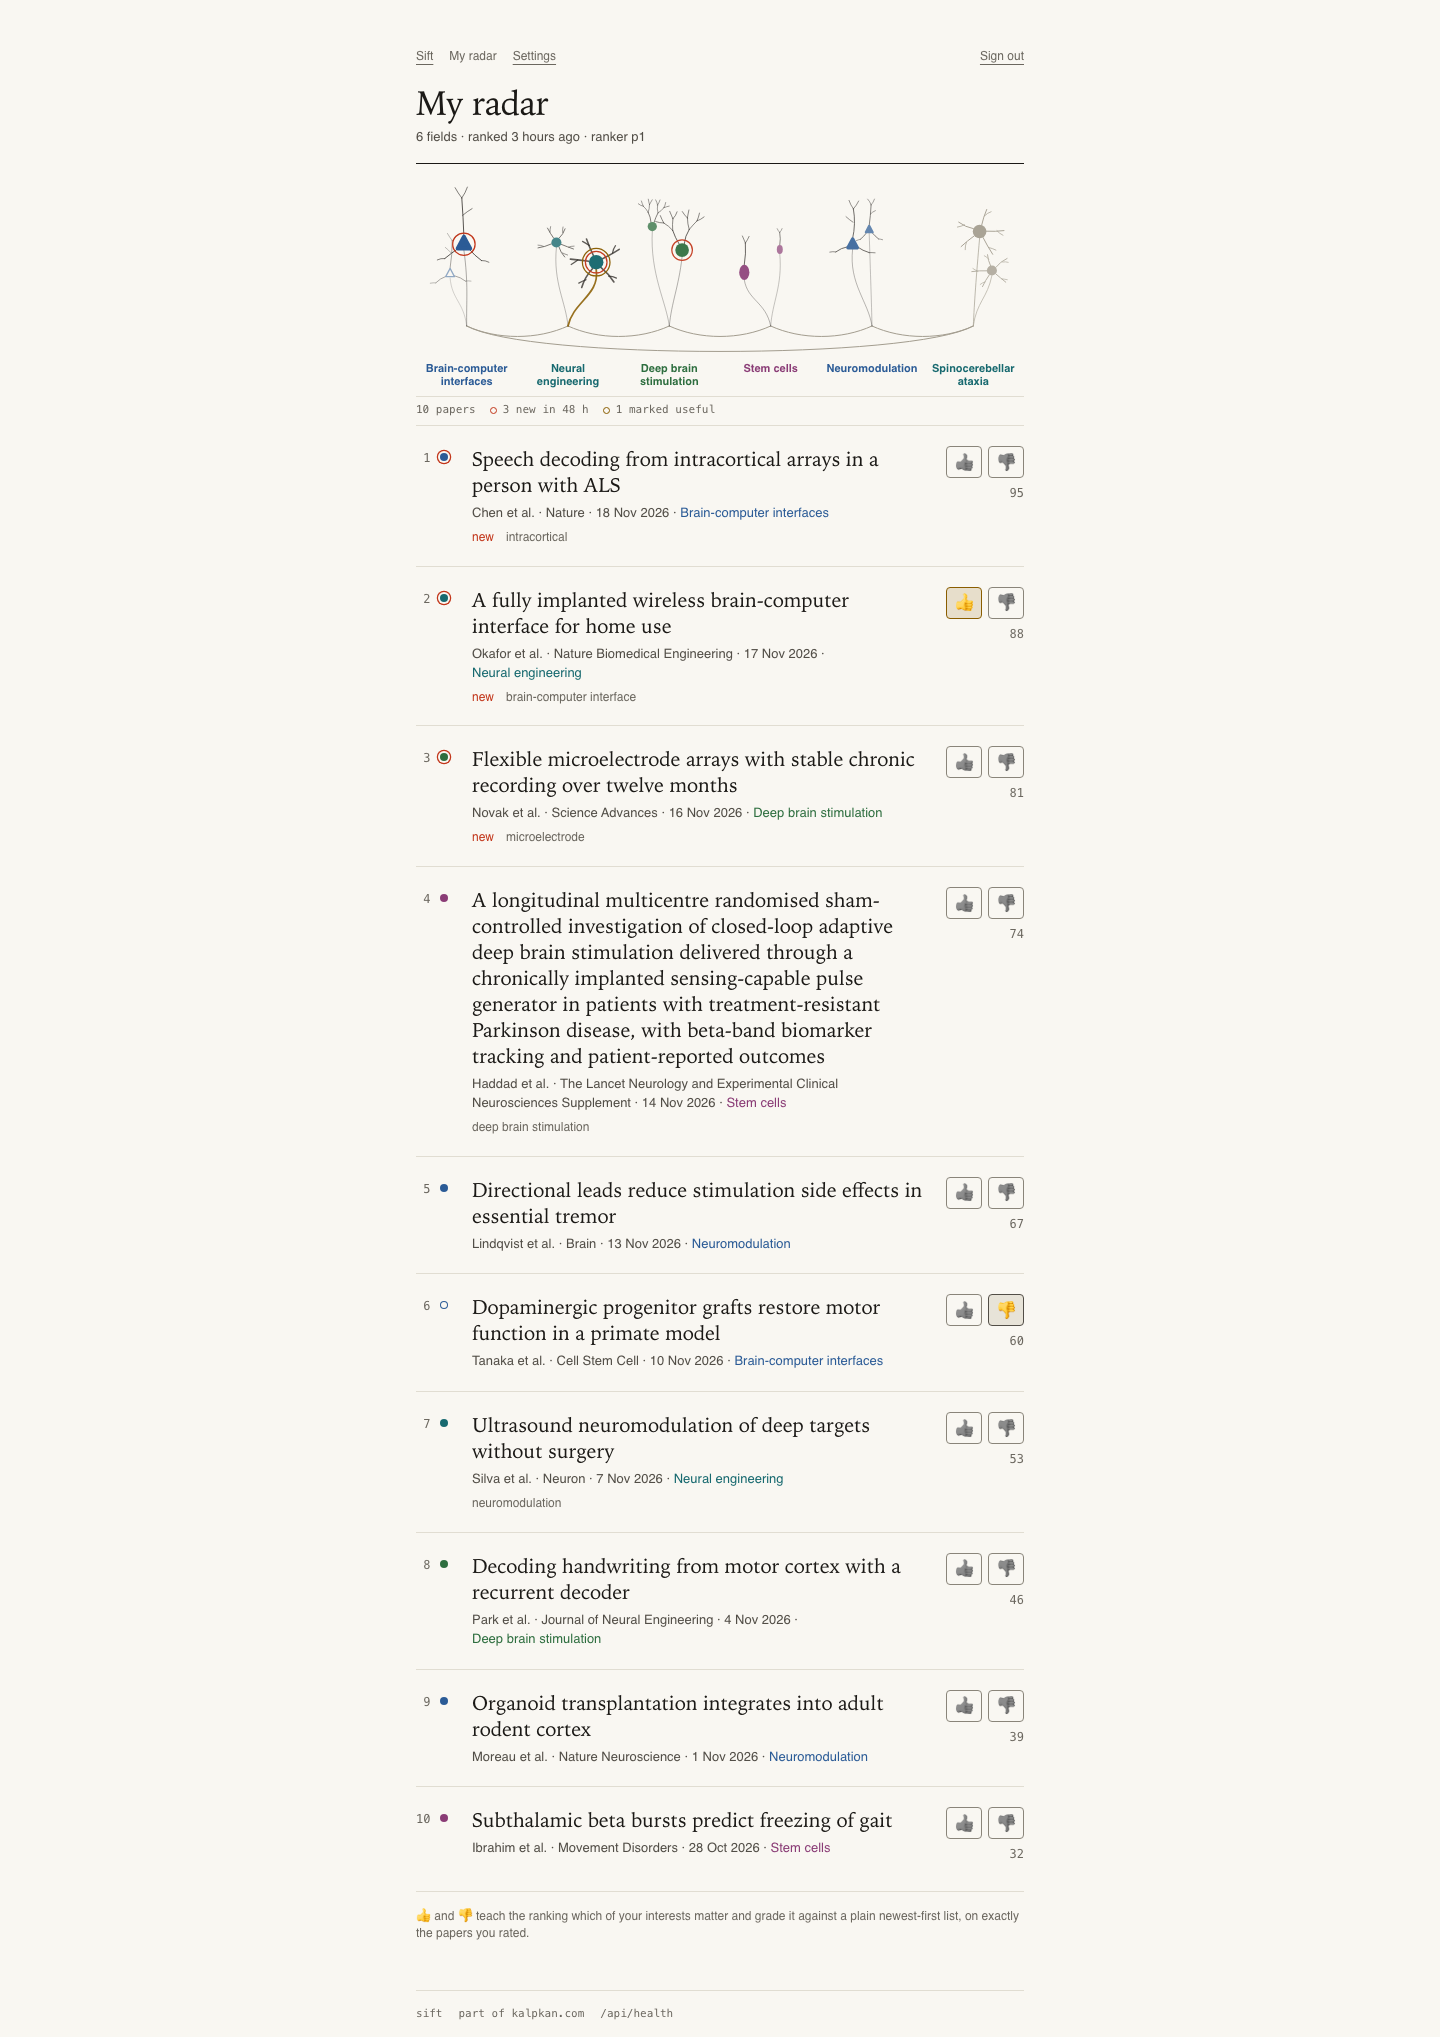 Sift My radar Settings Sign out
My radar
6 fields · ranked 3 hours ago · ranker p1
Brain-computer interfaces
Neural engineering
Deep brain stimulation
Stem cells
Neuromodulation
Spinocerebellar ataxia
10 papers 3 new in 48 h 1 marked useful
1 Speech decoding from intracortical arrays in a
person with ALS
95
Chen et al. · Nature · 18 Nov 2026 · Brain-computer interfaces
new intracortical
2 A fully implanted wireless brain-computer
interface for home use
88
Okafor et al. · Nature Biomedical Engineering · 17 Nov 2026 ·
Neural engineering
new brain-computer interface
3 Flexible microelectrode arrays with stable chronic
recording over twelve months
81
Novak et al. · Science Advances · 16 Nov 2026 · Deep brain stimulation
new microelectrode
4 A longitudinal multicentre randomised sham-
controlled investigation of closed-loop adaptive
74
deep brain stimulation delivered through a
chronically implanted sensing-capable pulse
generator in patients with treatment-resistant
Parkinson disease, with beta-band biomarker
tracking and patient-reported outcomes
Haddad et al. · The Lancet Neurology and Experimental Clinical
Neurosciences Supplement · 14 Nov 2026 · Stem cells
deep brain stimulation
5 Directional leads reduce stimulation side effects in
essential tremor
67
Lindqvist et al. · Brain · 13 Nov 2026 · Neuromodulation
6 Dopaminergic progenitor grafts restore motor
function in a primate model
60
Tanaka et al. · Cell Stem Cell · 10 Nov 2026 · Brain-computer interfaces
7 Ultrasound neuromodulation of deep targets
without surgery
53
Silva et al. · Neuron · 7 Nov 2026 · Neural engineering
neuromodulation
8 Decoding handwriting from motor cortex with a
recurrent decoder
46
Park et al. · Journal of Neural Engineering · 4 Nov 2026 ·
Deep brain stimulation
9 Organoid transplantation integrates into adult
rodent cortex
39
Moreau et al. · Nature Neuroscience · 1 Nov 2026 · Neuromodulation
10 Subthalamic beta bursts predict freezing of gait
Ibrahim et al. · Movement Disorders · 28 Oct 2026 · Stem cells
32
👍 and 👎 teach the ranking which of your interests matter and grade it against a plain newest-first list, on exactly
the papers you rated.
sift part of kalpkan.com /api/health